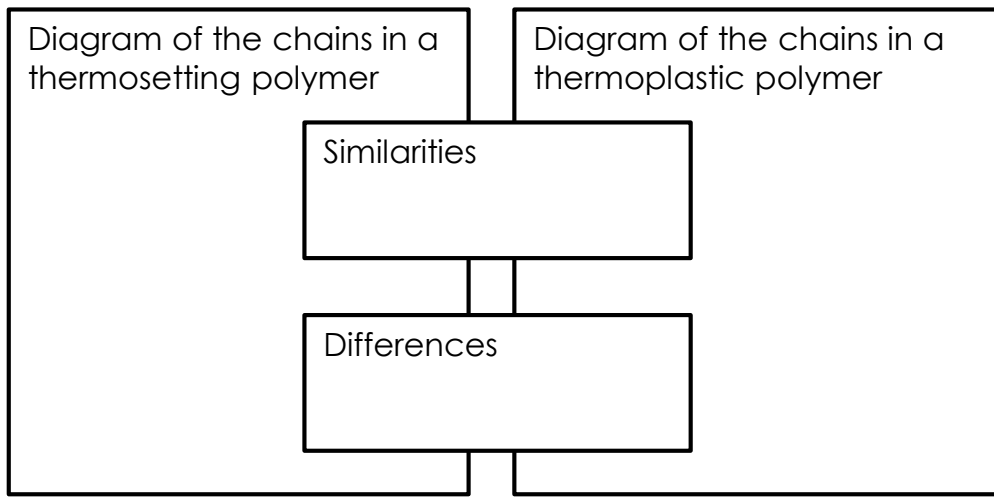 Diagram of the chains in a
thermosetting polymer
Diagram of the chains in a
thermoplastic polymer
Similarities
Differences